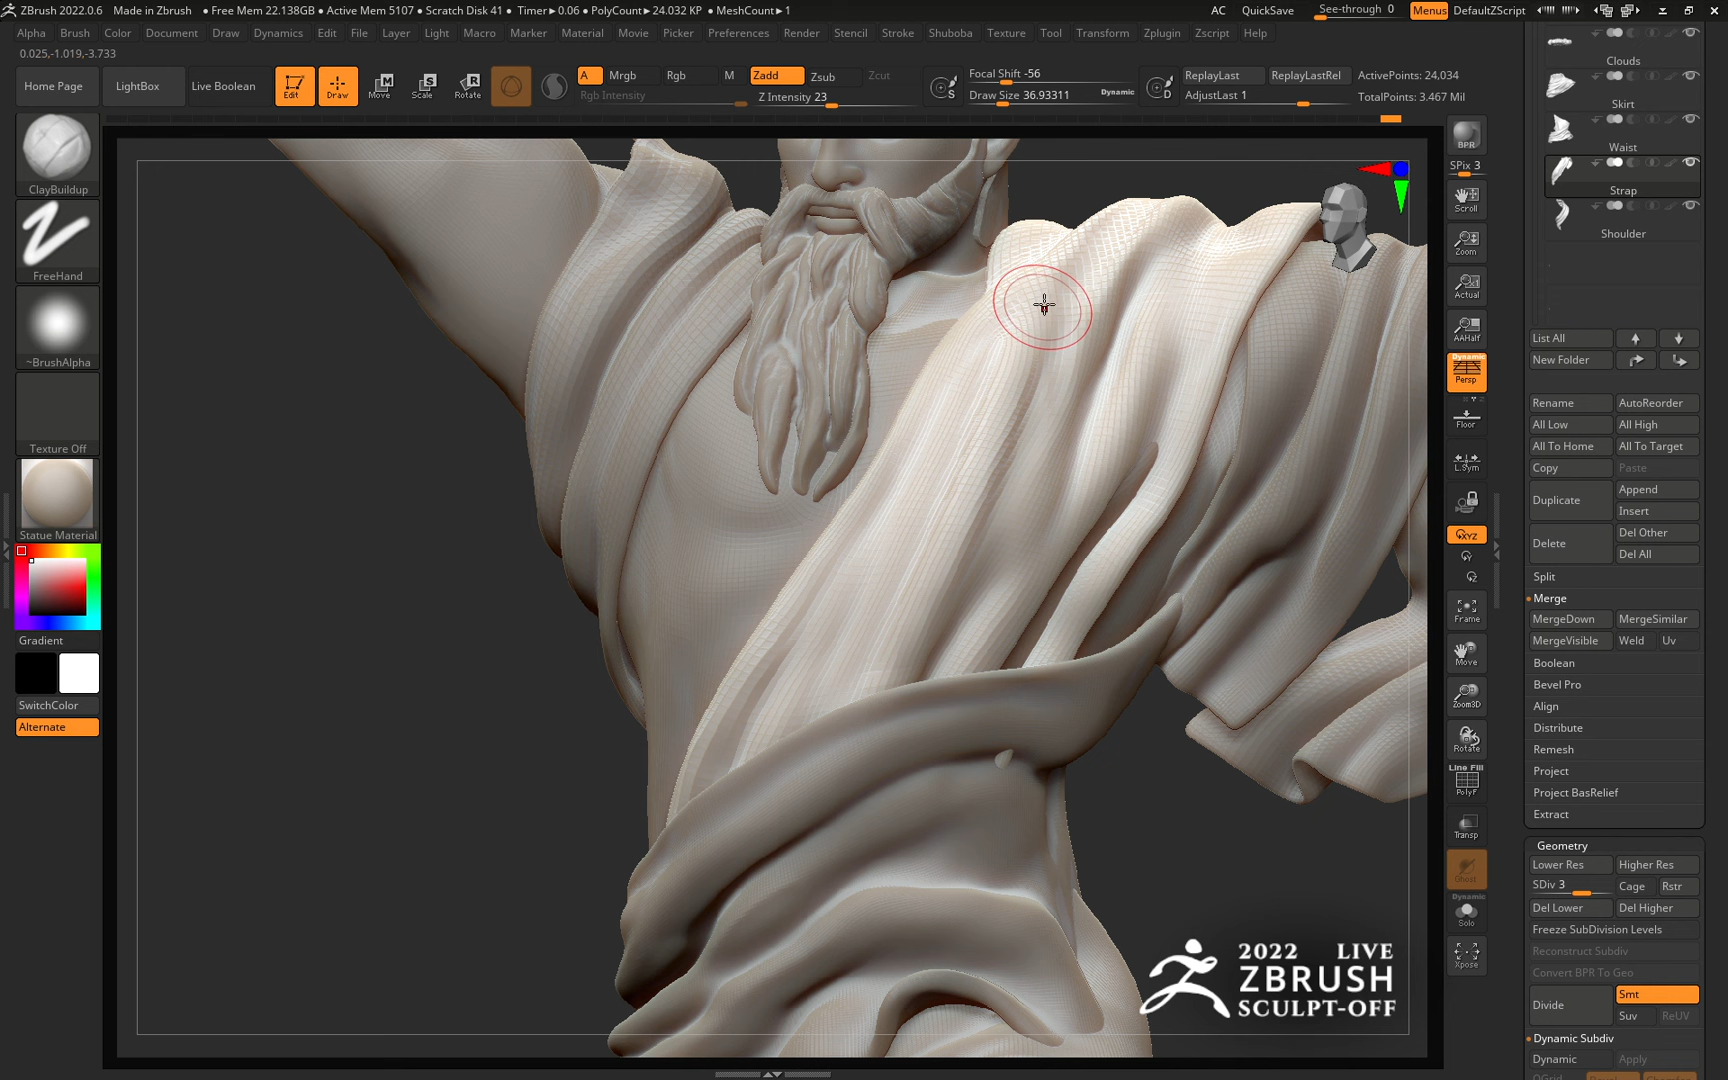 ZBrush 2022.0.6 Made in Zbrush • Free Mem 22.138GB • Active Mem 5107 • Scratch Disk 41 • Timer►0.06 • PolyCount►24.032 KP • MeshCount►1 AC QuickSave See-through 0 Menus DefaultZScript
Alpha Brush Color Document Draw Dynamics Edit File Layer Light Macro Marker Material Movie Picker Preferences Render Stencil Stroke Shuboba Texture Tool Transform Zplugin Zscript Help
0.025,-1.019,-3.733
Home Page LightBox Live Boolean Edit Draw Move Scale Rotate
A Mrgb Rgb M Zadd Zsub Zcut
Rgb Intensity Z Intensity 23
S Focal Shift -56
Draw Size 36.93311 Dynamic
D ReplayLast ReplayLastRel ActivePoints: 24,034
AdjustLast 1 TotalPoints: 3.467 Mil
ClayBuildup
FreeHand
~BrushAlpha
Texture Off
Statue Material
Gradient
SwitchColor
Alternate
2022 LIVE
ZBRUSH
SCULPT-OFF
BPR
SPix 3
Scroll
Zoom
Actual
AAHalf
Dynamic
Persp
Floor
L.Sym
XYZ
Frame
Move
Zoom3D
Rotate
Line Fill
PolyF
Transp
Ghost
Dynamic
Solo
Xpose
Clouds
Skirt
Waist
Strap
Shoulder
List All
New Folder
Rename AutoReorder
All Low All High
All To Home All To Target
Copy Paste
Duplicate Append
Insert
Delete Del Other
Del All
Split
Merge
MergeDown MergeSimilar
MergeVisible Weld Uv
Boolean
Bevel Pro
Align
Distribute
Remesh
Project
Project BasRelief
Extract
Geometry
Lower Res Higher Res
SDiv 3 Cage Rstr
Del Lower Del Higher
Freeze SubDivision Levels
Reconstruct Subdiv
Convert BPR To Geo
Divide Smt
Suv ReUV
Dynamic Subdiv
Dynamic Apply